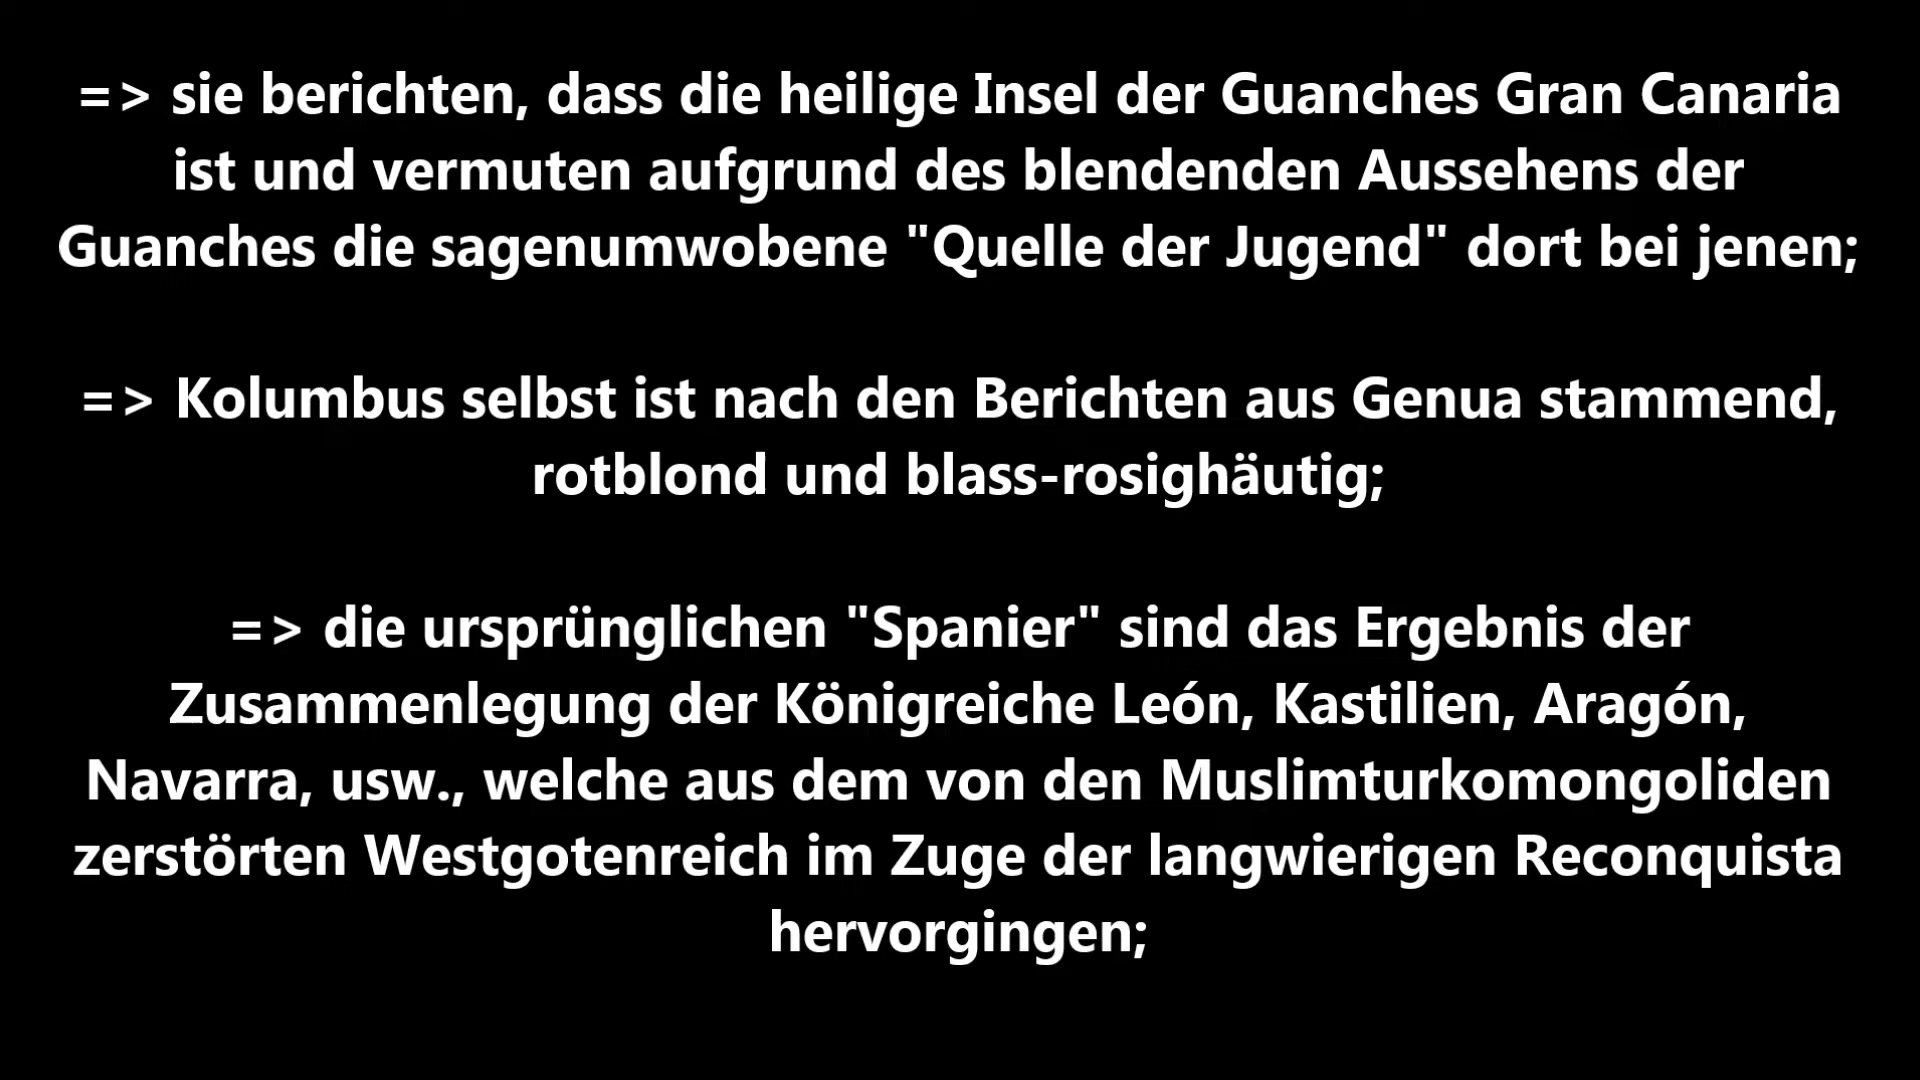 => sie berichten, dass die heilige Insel der Guanches Gran Canaria
ist und vermuten aufgrund des blendenden Aussehens der
Guanches die sagenumwobene "Quelle der Jugend" dort bei jenen;
=> Kolumbus selbst ist nach den Berichten aus Genua stammend,
rotblond und blass-rosighäutig;
=> die ursprünglichen "Spanier" sind das Ergebnis der
Zusammenlegung der Königreiche León, Kastilien, Aragón,
Navarra, usw., welche aus dem von den Muslimturkomongoliden
zerstörten Westgotenreich im Zuge der langwierigen Reconquista
hervorgingen;